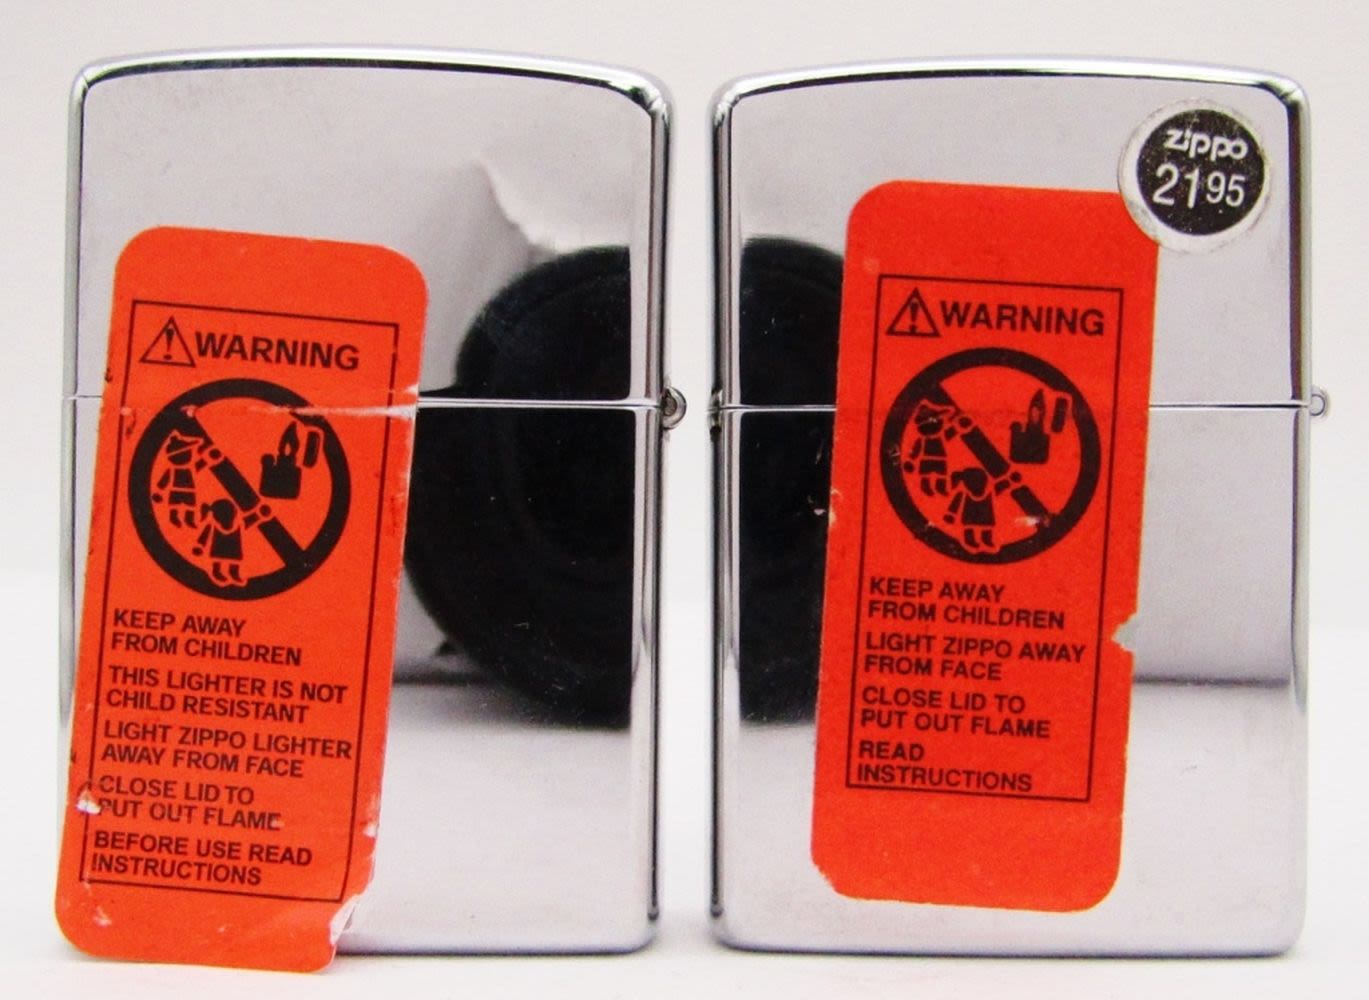 WARNING
KEEP AWAY
FROM CHILDREN
THIS LIGHTER IS NOT
CHILD RESISTANT
LIGHT ZIPPO LIGHTER
AWAY FROM FACE
CLOSE LID TO
PUT OUT FLAME
BEFORE USE READ
INSTRUCTIONS
zippo
2195
WARNING
KEEP AWAY
FROM CHILDREN
LIGHT ZIPPO AWAY
FROM FACE
CLOSE LID TO
PUT OUT FLAME
READ
INSTRUCTIONS